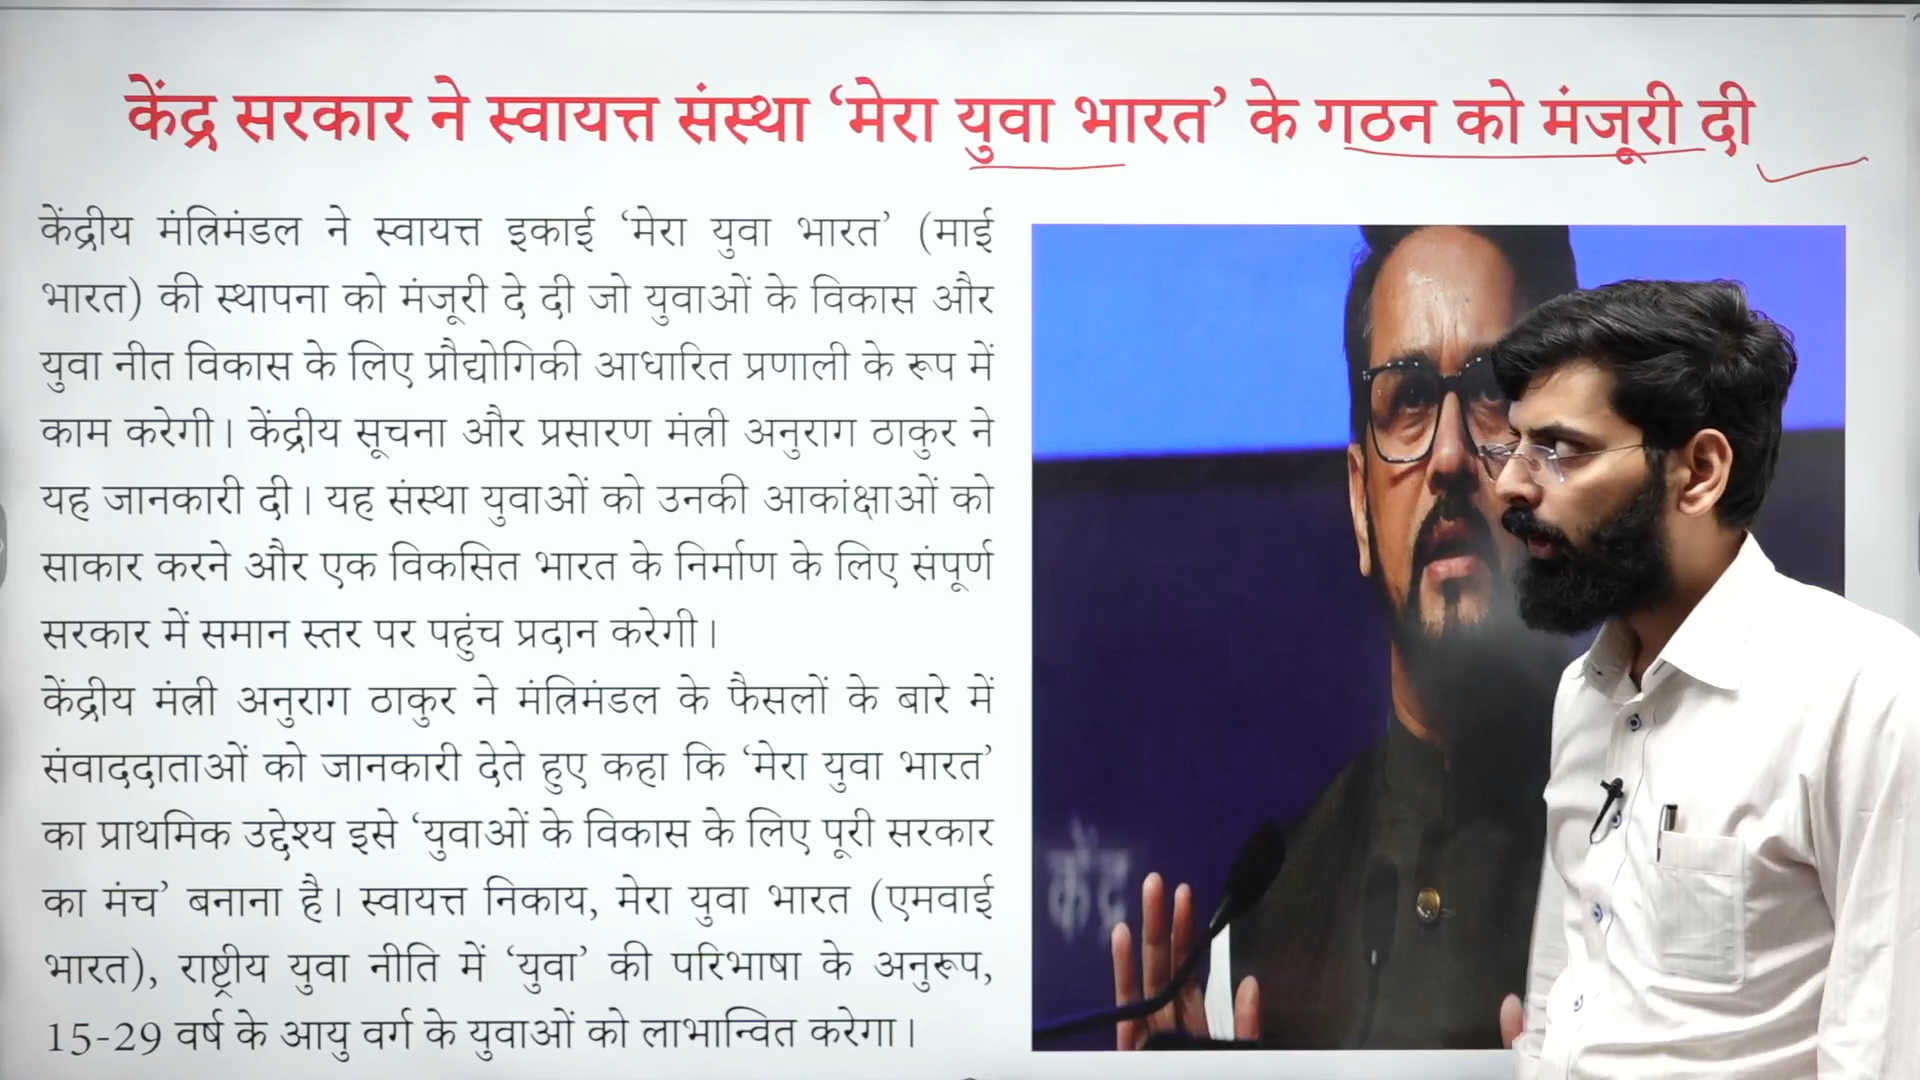 केंद्र सरकार ने स्वायत्त संस्था ‘मेरा युवा भारत’ के गठन को मंजूरी दी
केंद्रीय मंत्रिमंडल ने स्वायत्त इकाई ‘मेरा युवा भारत’ (माई
भारत) की स्थापना को मंजूरी दे दी जो युवाओं के विकास और
युवा नीत विकास के लिए प्रौद्योगिकी आधारित प्रणाली के रूप में
काम करेगी। केंद्रीय सूचना और प्रसारण मंत्री अनुराग ठाकुर ने
यह जानकारी दी। यह संस्था युवाओं को उनकी आकांक्षाओं को
साकार करने और एक विकसित भारत के निर्माण के लिए संपूर्ण
सरकार में समान स्तर पर पहुंच प्रदान करेगी।
केंद्रीय मंत्री अनुराग ठाकुर ने मंत्रिमंडल के फैसलों के बारे में
संवाददाताओं को जानकारी देते हुए कहा कि ‘मेरा युवा भारत’
का प्राथमिक उद्देश्य इसे ‘युवाओं के विकास के लिए पूरी सरकार
का मंच’ बनाना है। स्वायत्त निकाय, मेरा युवा भारत (एमवाई
भारत), राष्ट्रीय युवा नीति में ‘युवा’ की परिभाषा के अनुरूप,
15-29 वर्ष के आयु वर्ग के युवाओं को लाभान्वित करेगा।
केंद्र